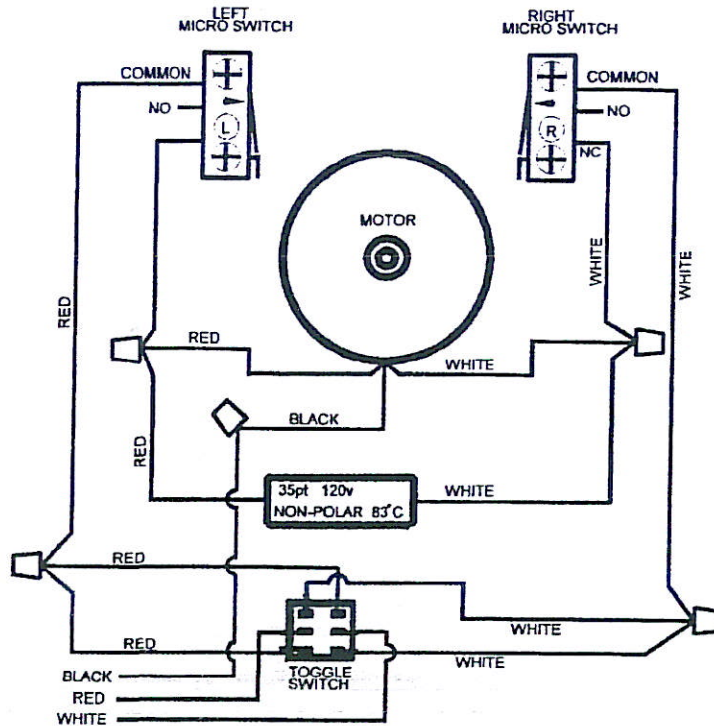 LEFT
MICRO SWITCH
RIGHT
MICRO SWITCH
COMMON
COMMON
NO
NO
L
R
NC
MOTOR
RED
WHITE
WHITE
RED
WHITE
BLACK
RED
35pt 120v
NON-POLAR 83°C
WHITE
RED
WHITE
RED
WHITE
BLACK
TOGGLE
SWITCH
RED
WHITE